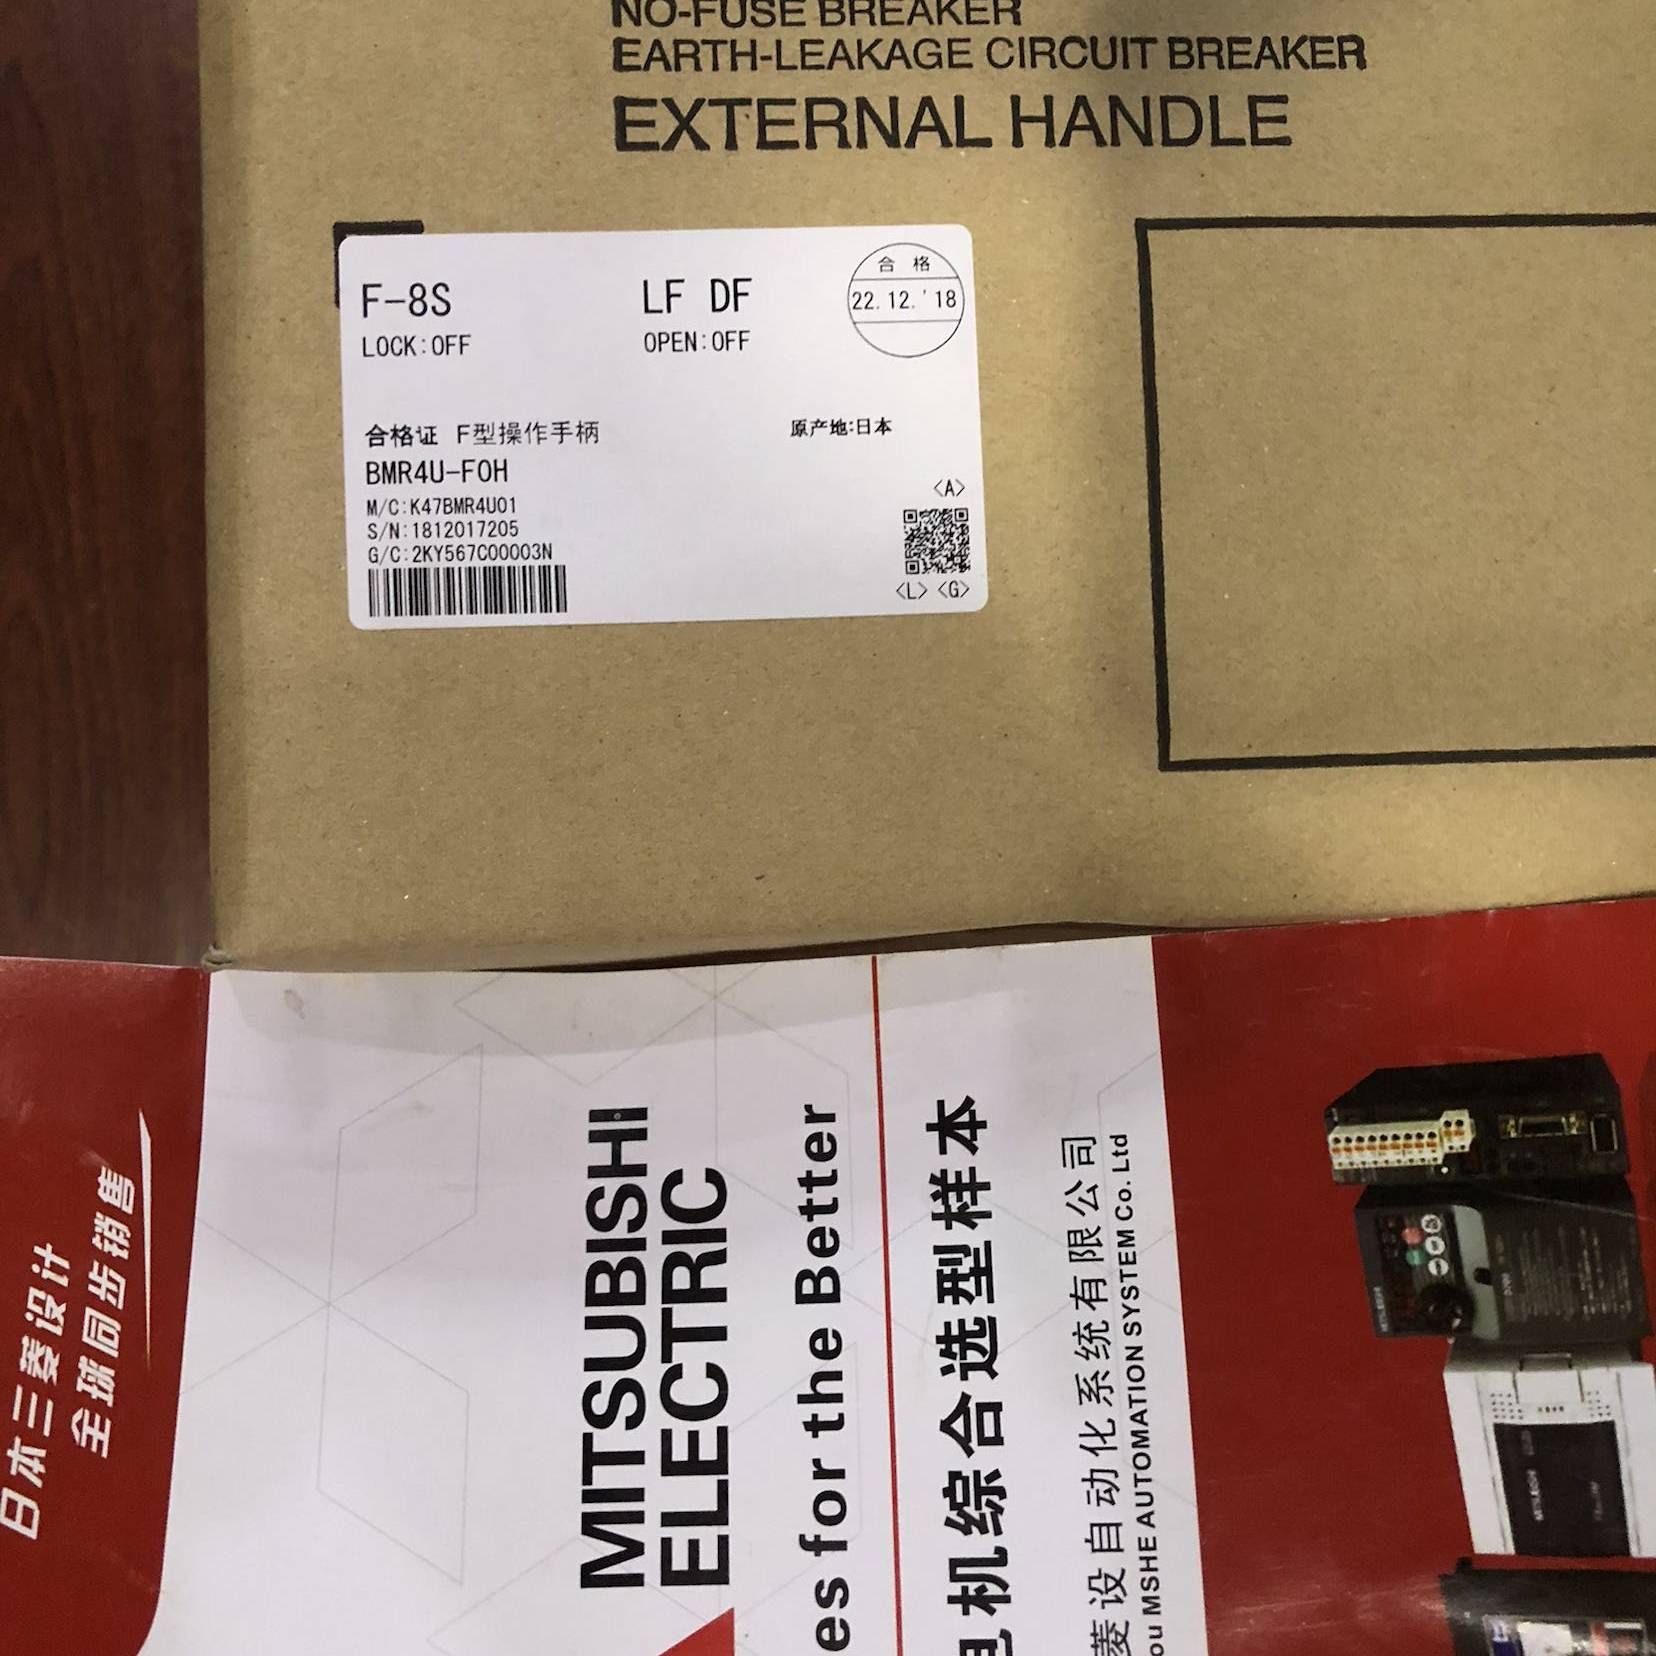 NO-FUSE BREAKER
EARTH-LEAKAGE CIRCUIT BREAKER
EXTERNAL HANDLE
F-8S
LF DF
合格
22.12.'18
LOCK:OFF
OPEN:OFF
合格证 F型操作手柄
原产地:日本
BMR4U-F0H
M/C:K47BMR4U01
S/N:1812017205
G/C:2KY567C00003N
<A>
<L> <G>
日本三菱设计
全球同步销售
MITSUBISHI
ELECTRIC
es for the Better
电机综合选型样本
菱设自动化系统有限公司
ou MSHE AUTOMATION SYSTEM Co. Ltd